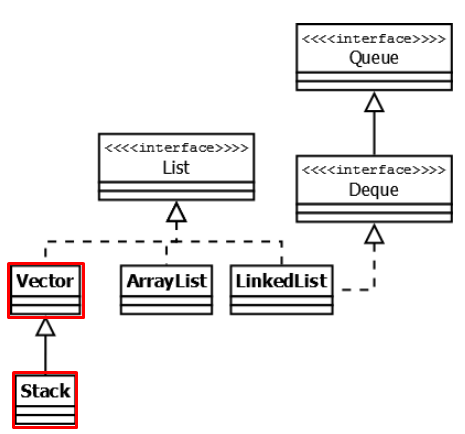 <<<<interface>>>>
Queue
<<<<interface>>>>
List
<<<<interface>>>>
Deque
Vector
ArrayList
LinkedList
Stack